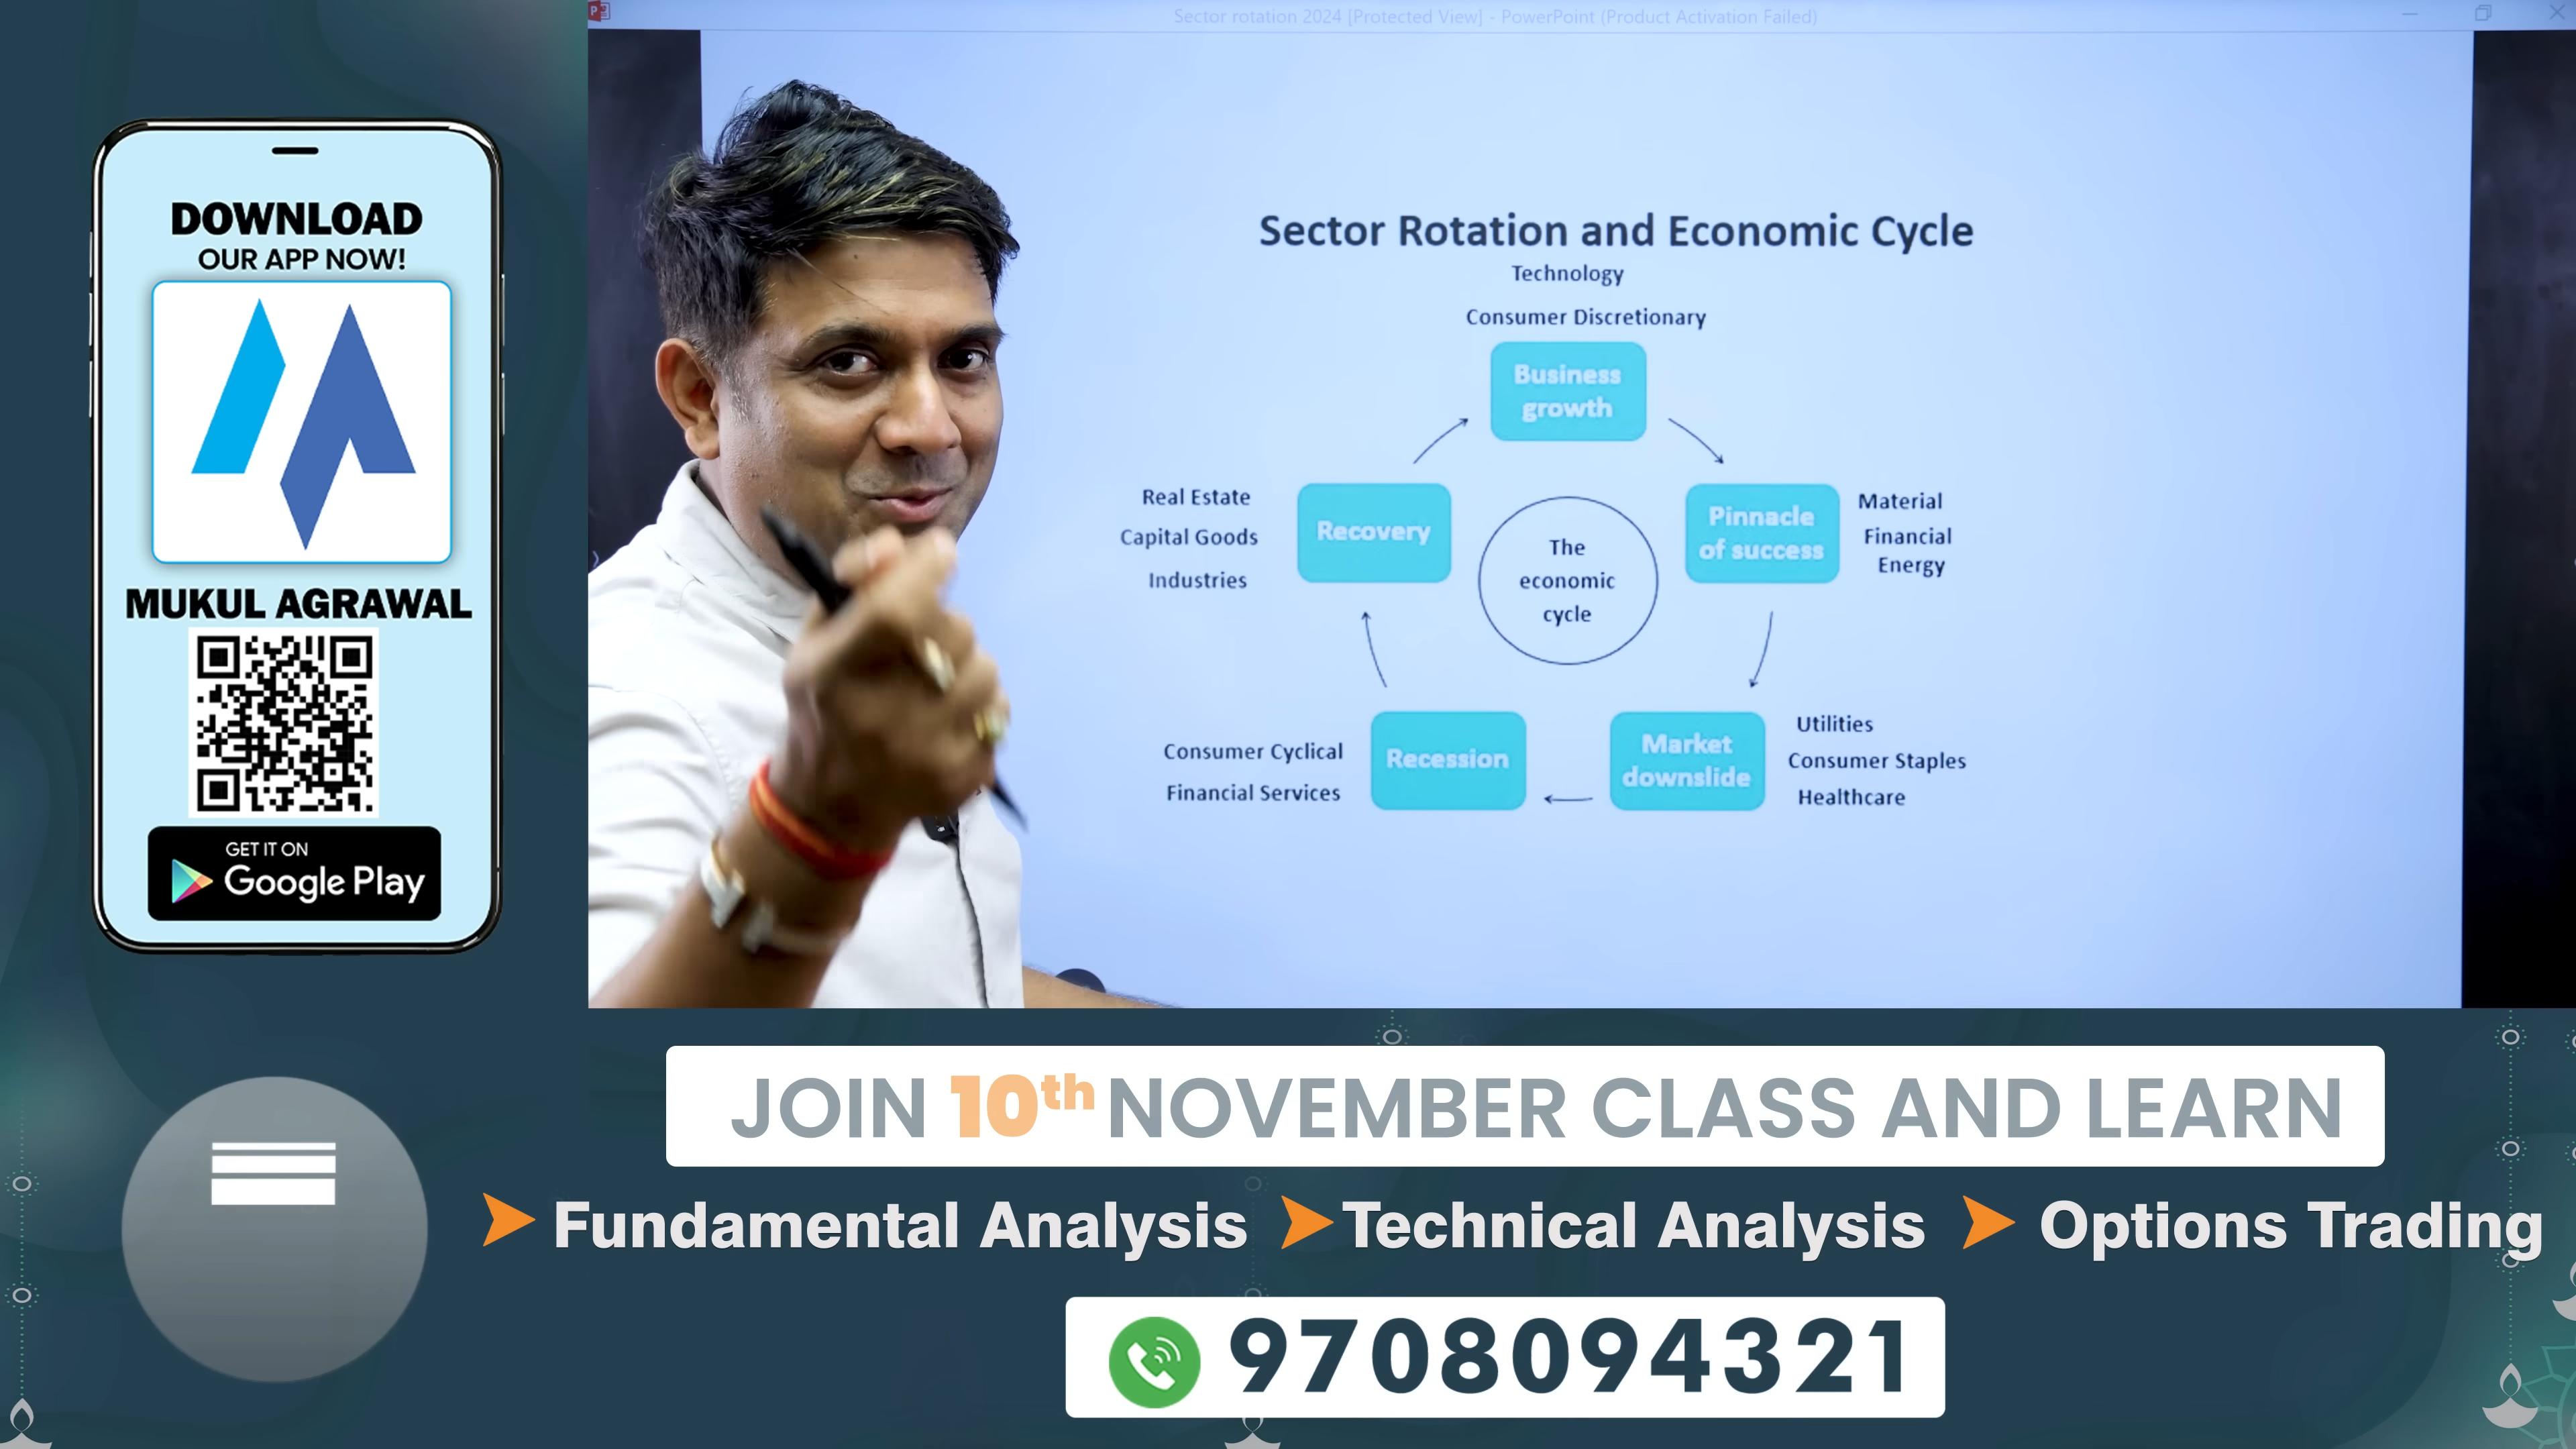 Sector rotation 2024 [Protected View] - PowerPoint (Product Activation Failed)
DOWNLOAD
OUR APP NOW!
MUKUL AGRAWAL
GET IT ON
Google Play
Sector Rotation and Economic Cycle
Technology
Consumer Discretionary
Business
growth
Real Estate
Capital Goods
Industries
Recovery
The
economic
cycle
Pinnacle
of success
Material
Financial
Energy
Consumer Cyclical
Financial Services
Recession
Market
downslide
Utilities
Consumer Staples
Healthcare
JOIN 10th NOVEMBER CLASS AND LEARN
Fundamental Analysis
Technical Analysis
Options Trading
9708094321